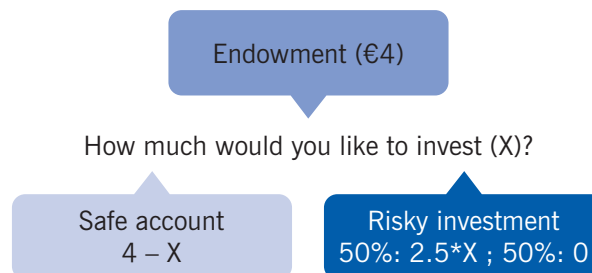 Endowment (€4)
How much would you like to invest (X)?
Safe account
4 – X
Risky investment
50%: 2.5*X ; 50%: 0